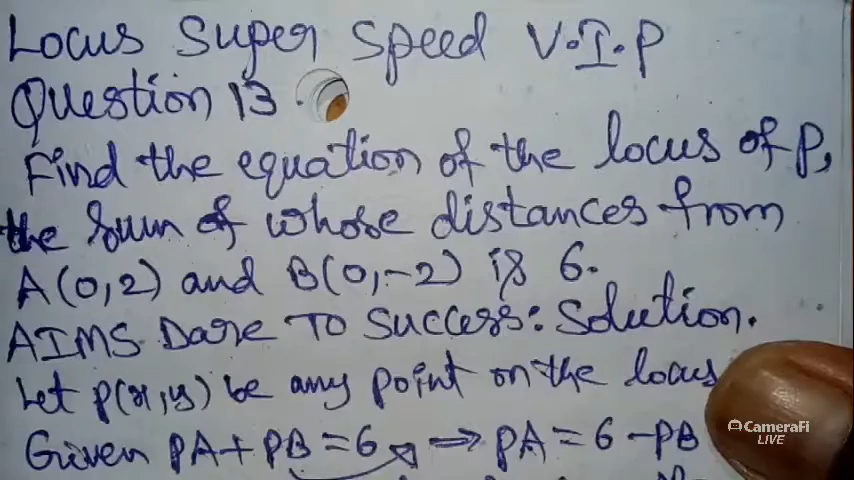 Locus Super Speed V.I.P
Question 13.
Find the equation of the locus of P,
the sum of whose distances from
A(0,2) and B(0,-2) is 6.
AIMS Dare To Success: Solution.
Let P(x,y) be any point on the locus
Given PA + PB = 6 ⇒ PA = 6 - PB
CameraFi
LIVE